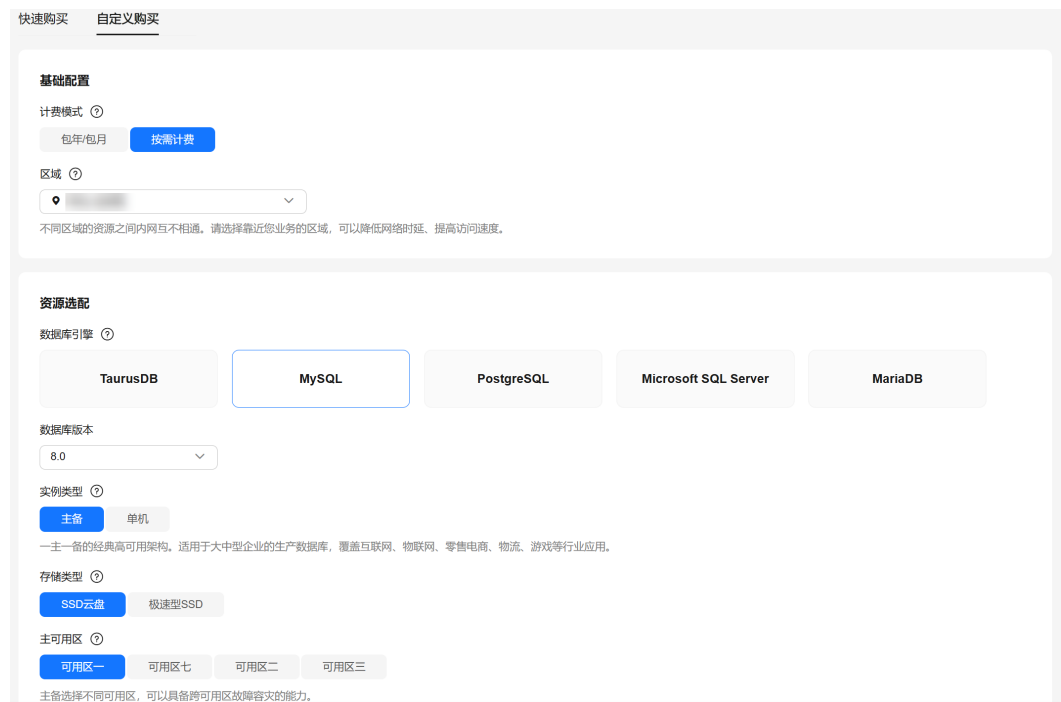 快速购买 自定义购买
基础配置
计费模式 ?
包年/包月 按需计费
区域 ?
不同区域的资源之间内网互不相通。请选择靠近您业务的区域，可以降低网络时延、提高访问速度。
资源选配
数据库引擎 ?
TaurusDB MySQL PostgreSQL Microsoft SQL Server MariaDB
数据库版本
8.0
实例类型 ?
主备 单机
一主一备的经典高可用架构。适用于大中型企业的生产数据库，覆盖互联网、物联网、零售电商、物流、游戏等行业应用。
存储类型 ?
SSD云盘 极速型SSD
主可用区 ?
可用区一 可用区七 可用区二 可用区三
主备选择不同可用区，可以具备跨可用区故障容灾的能力。